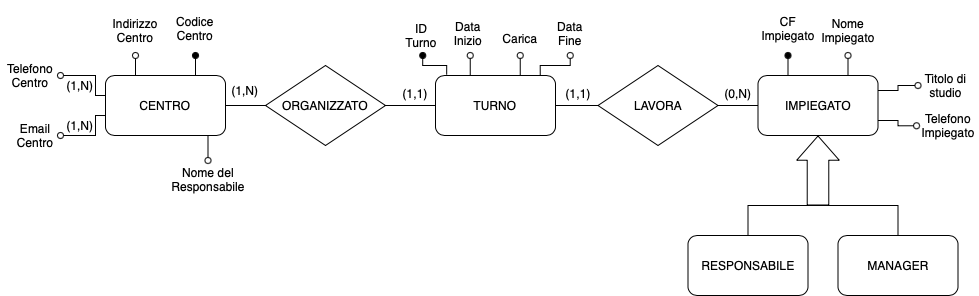 Indirizzo
Centro
Codice
Centro
ID
Turno
Data
Inizio
Carica
Data
Fine
CF
Impiegato
Nome
Impiegato
Telefono
Centro
(1,N)
Email
Centro
(1,N)
CENTRO
(1,N)
ORGANIZZATO
(1,1)
TURNO
(1,1)
LAVORA
(0,N)
IMPIEGATO
Titolo di
studio
Telefono
Impiegato
Nome del
Responsabile
RESPONSABILE
MANAGER